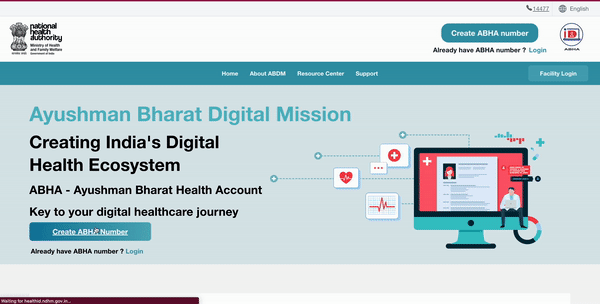 14477
English
national
health
authority
Ministry of Health
and Family Welfare
Government of India
Create ABHA number
Already have ABHA number ? Login
ABHA
Home
About ABDM
Resource Center
Support
Facility Login
Ayushman Bharat Digital Mission
Creating India's Digital
Health Ecosystem
ABHA - Ayushman Bharat Health Account
Key to your digital healthcare journey
Create ABHA Number
Already have ABHA number ? Login
Waiting for healthid.ndhm.gov.in...